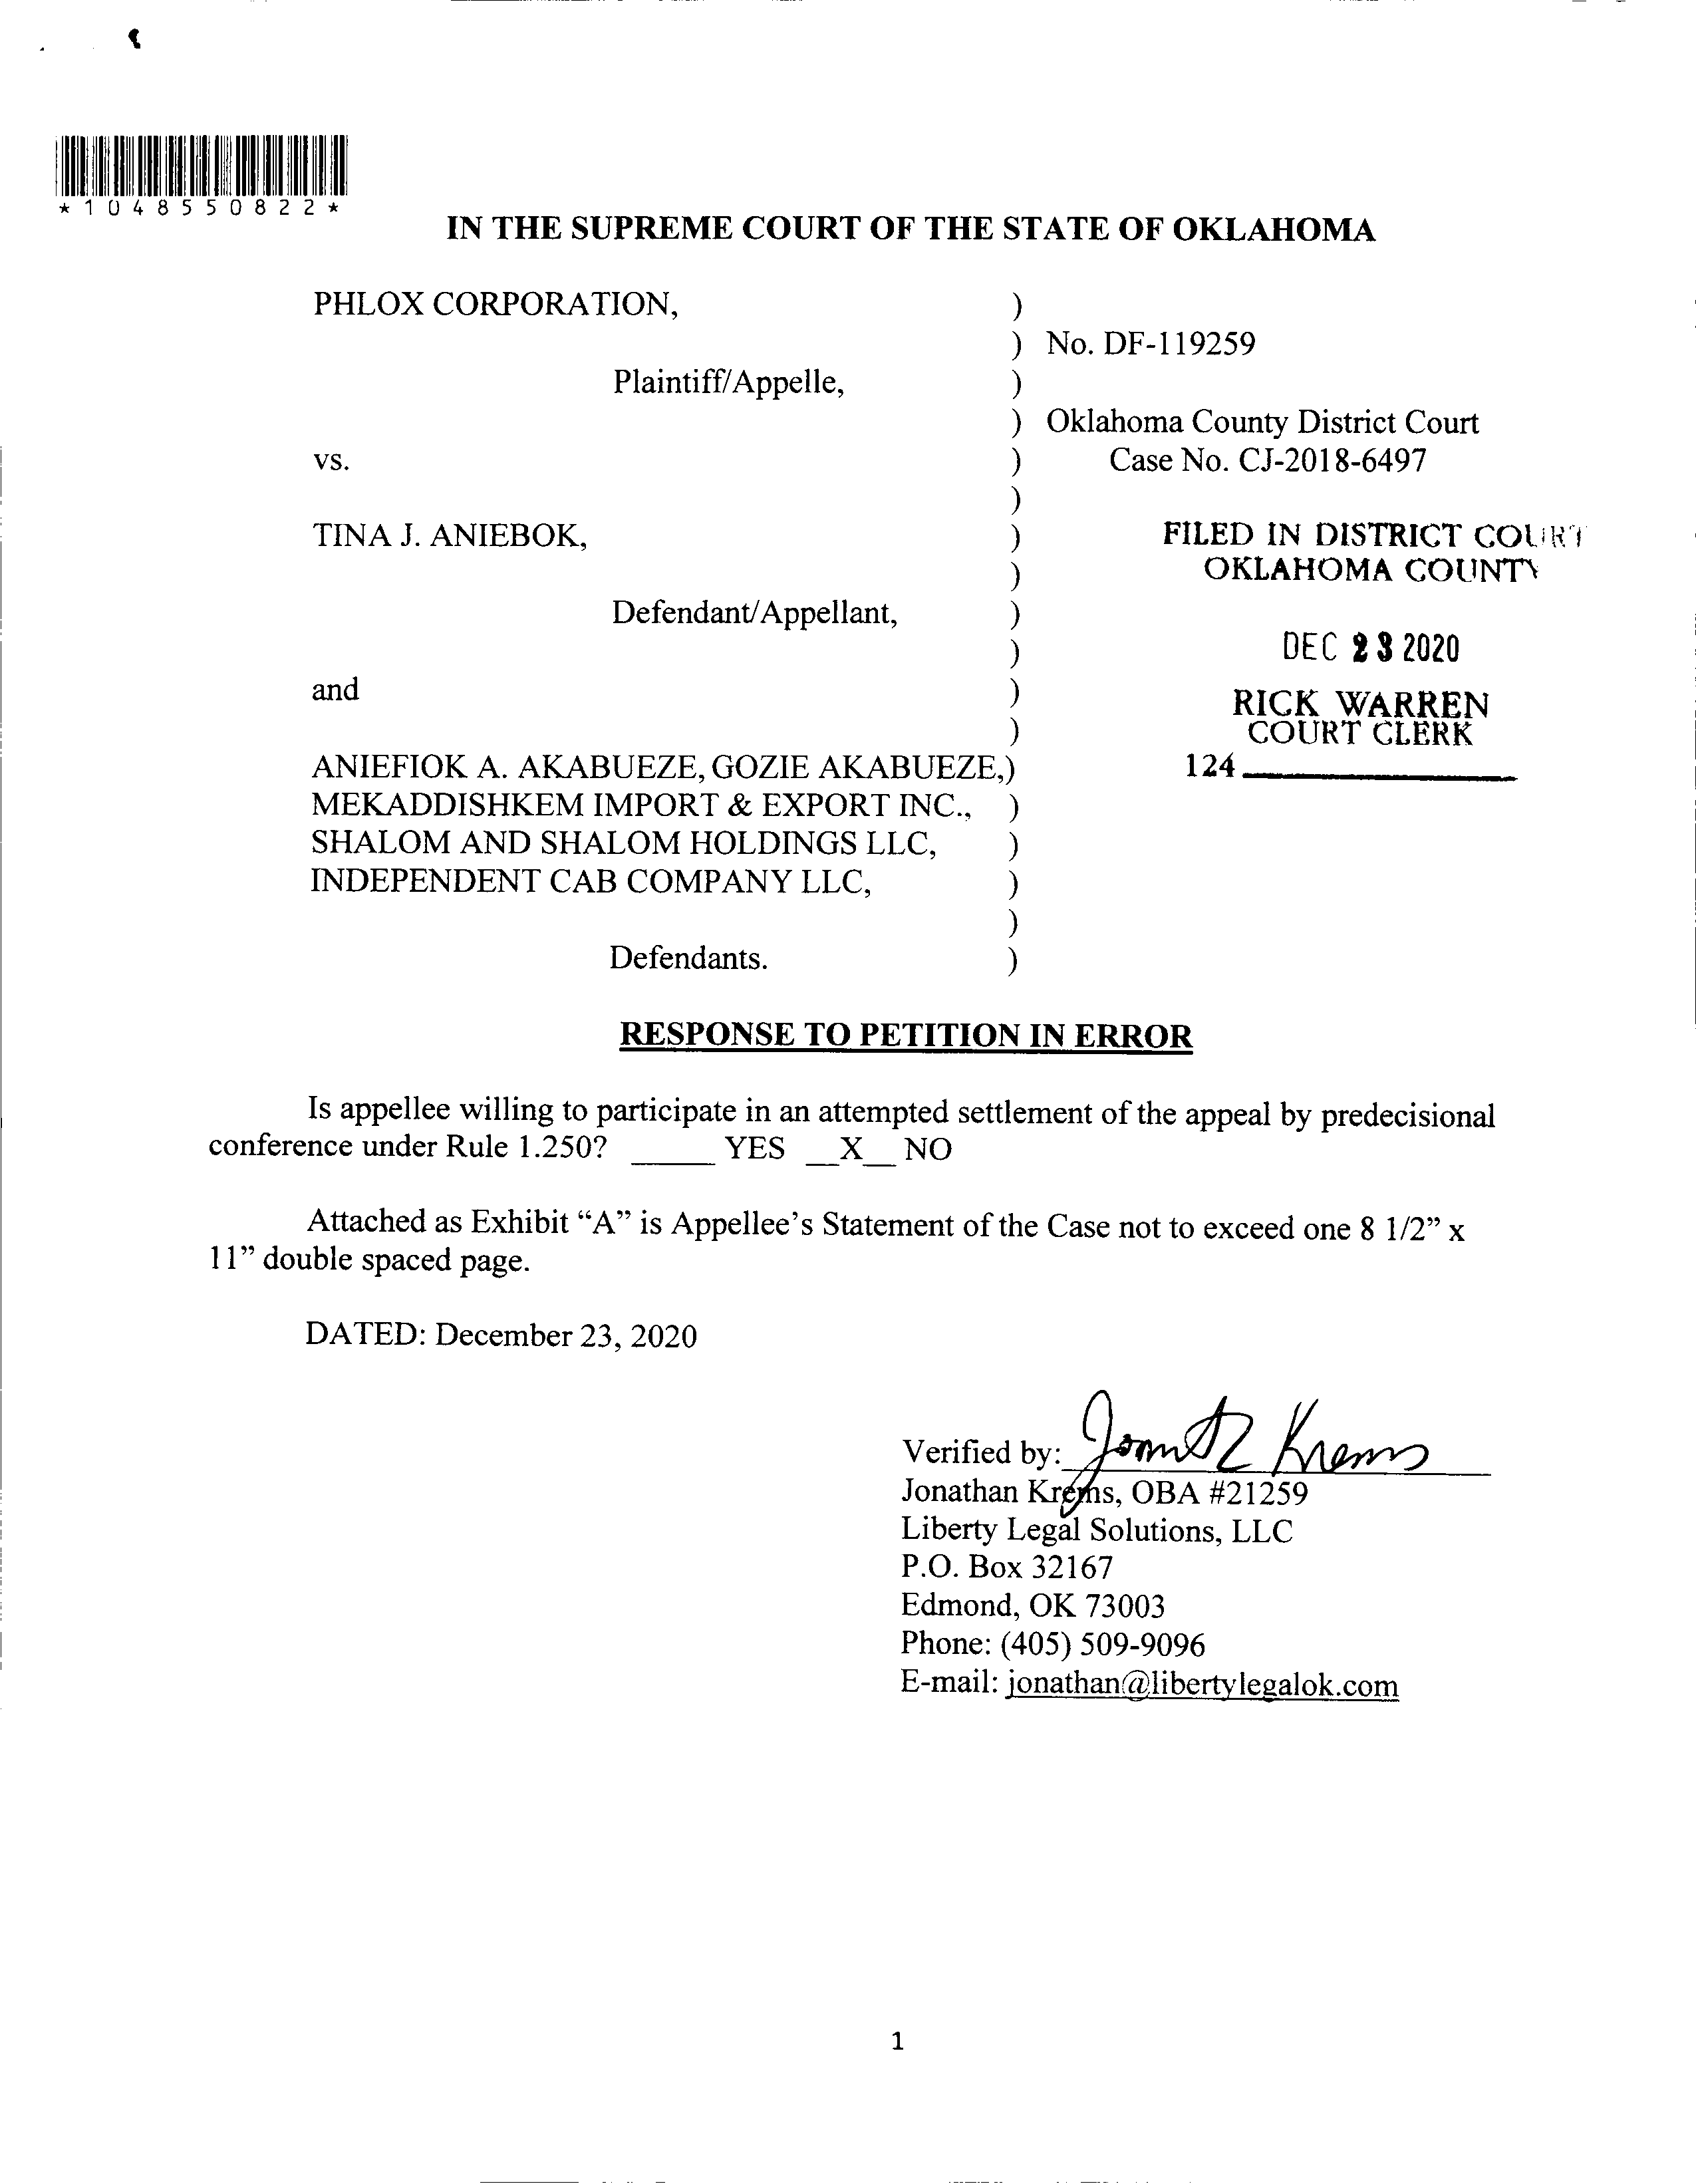 *1048550822*
IN THE SUPREME COURT OF THE STATE OF OKLAHOMA
PHLOX CORPORATION, )
) No. DF-119259
Plaintiff/Appelle, )
) Oklahoma County District Court
vs. ) Case No. CJ-2018-6497
)
TINA J. ANIEBOK, ) FILED IN DISTRICT COURT
) OKLAHOMA COUNTY
Defendant/Appellant, )
) DEC 23 2020
and )
) RICK WARREN
COURT CLERK
ANIEFIOK A. AKABUEZE, GOZIE AKABUEZE,) 124
MEKADDISHKEM IMPORT & EXPORT INC., )
SHALOM AND SHALOM HOLDINGS LLC, )
INDEPENDENT CAB COMPANY LLC, )
)
Defendants. )
RESPONSE TO PETITION IN ERROR
Is appellee willing to participate in an attempted settlement of the appeal by predecisional
conference under Rule 1.250? _____ YES __X__ NO
Attached as Exhibit “A” is Appellee’s Statement of the Case not to exceed one 8 1/2” x
11” double spaced page.
DATED: December 23, 2020
Verified by: Jonathan Krems
Jonathan Krems, OBA #21259
Liberty Legal Solutions, LLC
P.O. Box 32167
Edmond, OK 73003
Phone: (405) 509-9096
E-mail: jonathan@libertylegalok.com
1